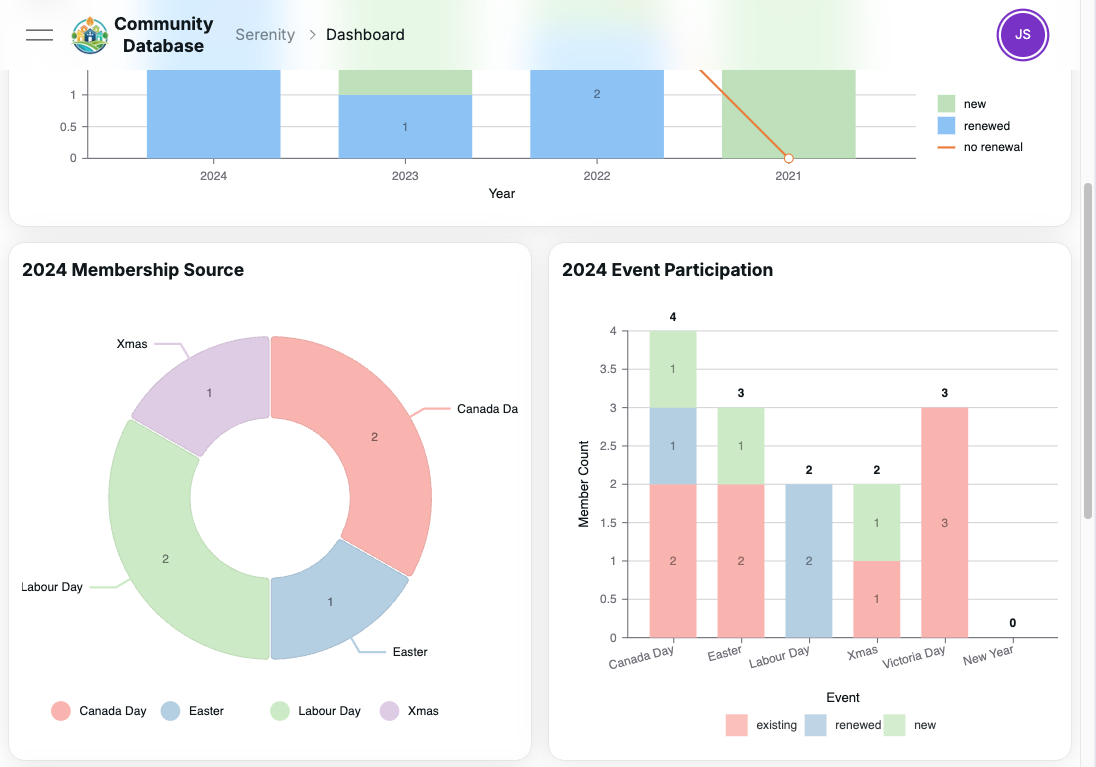 Community
Database
Serenity > Dashboard
JS
1
0.5
0
1
2
2024
2023
2022
2021
Year
new
renewed
no renewal
2024 Membership Source
Xmas
1
Canada Da
2
2
Labour Day
1
Easter
Canada Day
Easter
Labour Day
Xmas
2024 Event Participation
Member Count
4
3.5
3
2.5
2
1.5
1
0.5
0
4
1
1
2
3
1
2
2
2
2
1
1
3
3
0
Canada Day
Easter
Labour Day
Xmas
Victoria Day
New Year
Event
existing
renewed
new